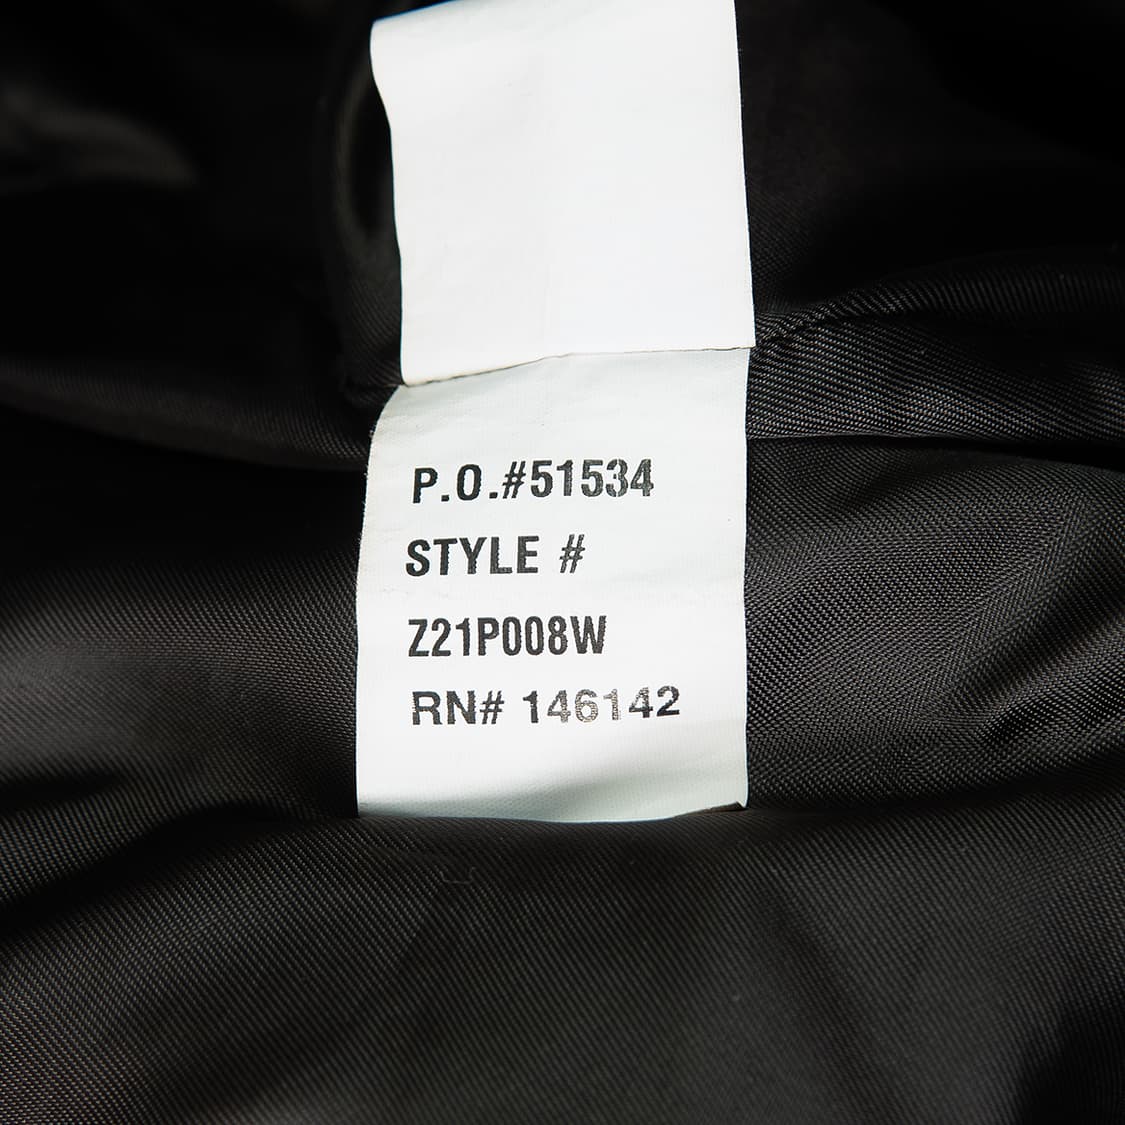 P.O.#51534
STYLE #
Z21P008W
RN# 146142